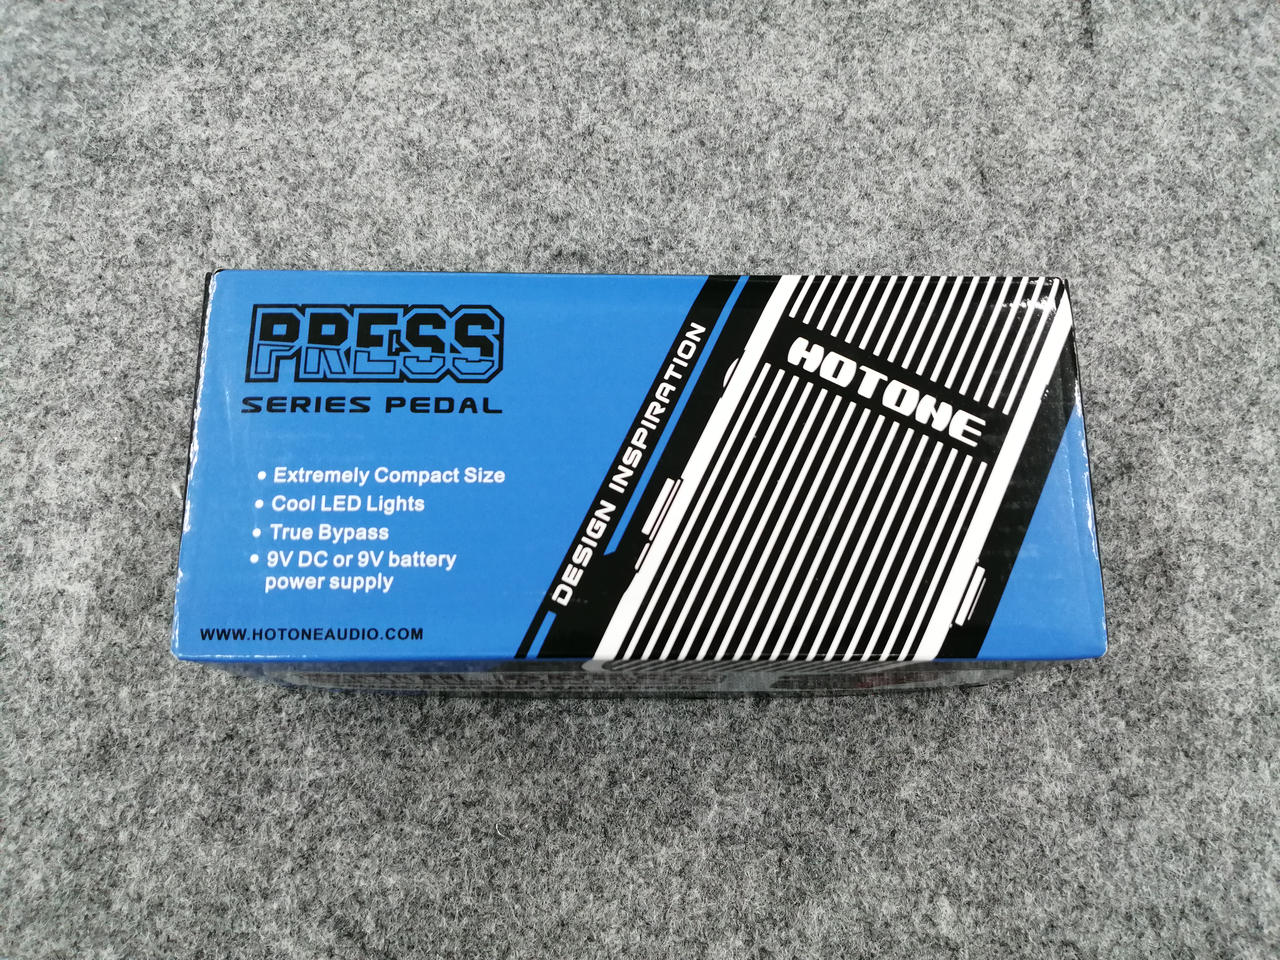 PRESS
SERIES PEDAL
• Extremely Compact Size
• Cool LED Lights
• True Bypass
• 9V DC or 9V battery
power supply
WWW.HOTONEAUDIO.COM
DESIGN INSPIRATION
HOTONE